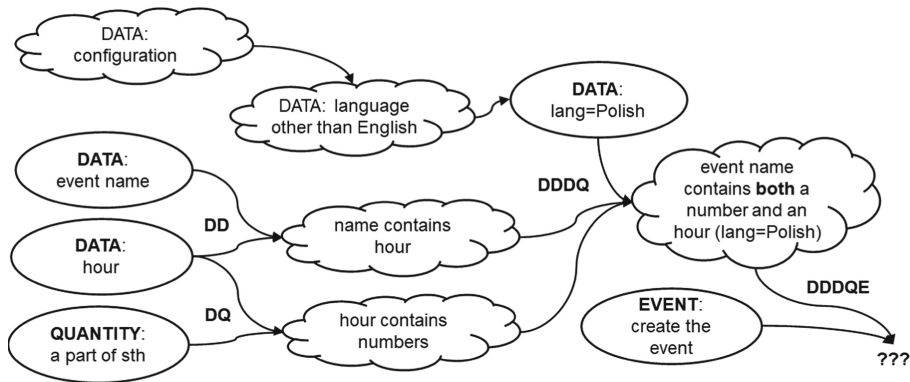 DATA:
configuration
DATA: language
other than English
DATA:
lang=Polish
DATA:
event name
DATA:
hour
QUANTITY:
a part of sth
DD
DQ
name contains
hour
hour contains
numbers
DDDQ
event name
contains both a
number and an
hour (lang=Polish)
DDDQE
EVENT:
create the
event
???